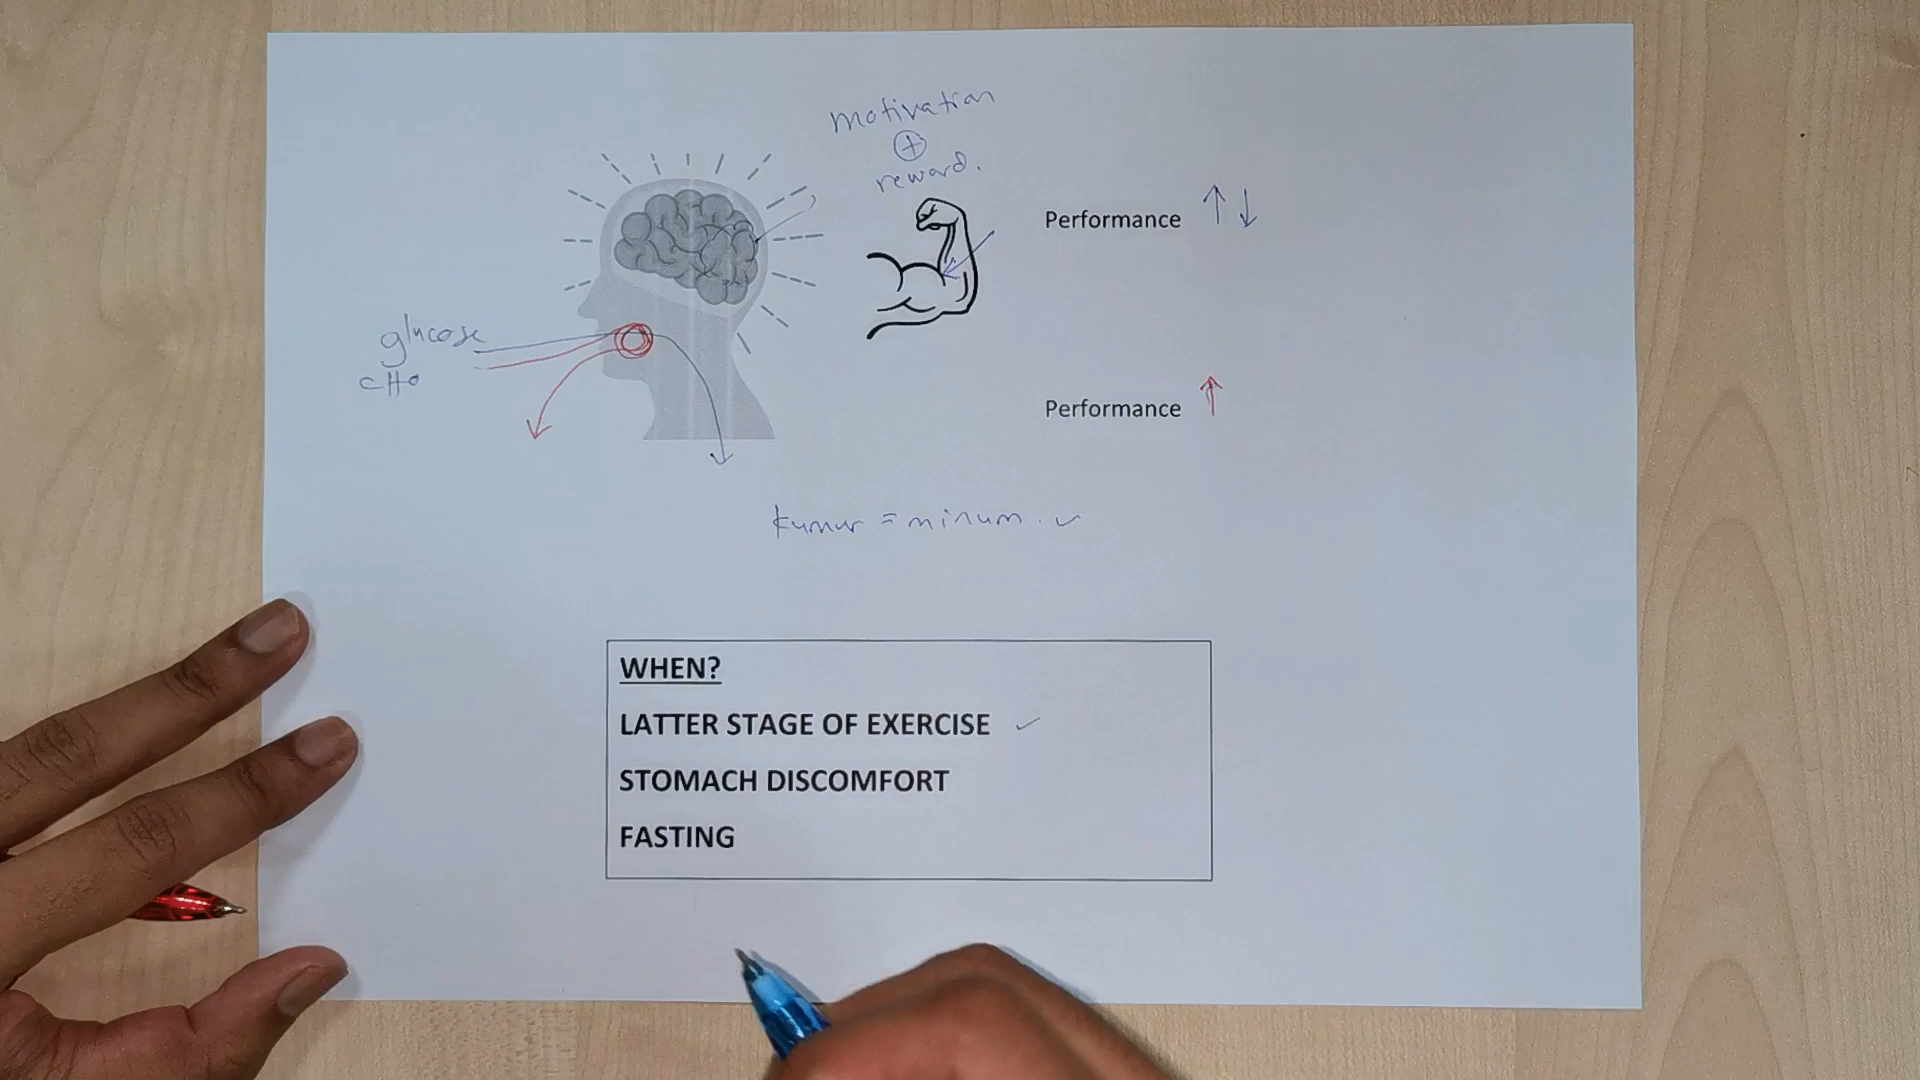 motivation
+
reward.
Performance ↑ ↓
glucose
CHO
Performance ↑
kumur = minum. ✓
WHEN?
LATTER STAGE OF EXERCISE ✓
STOMACH DISCOMFORT
FASTING